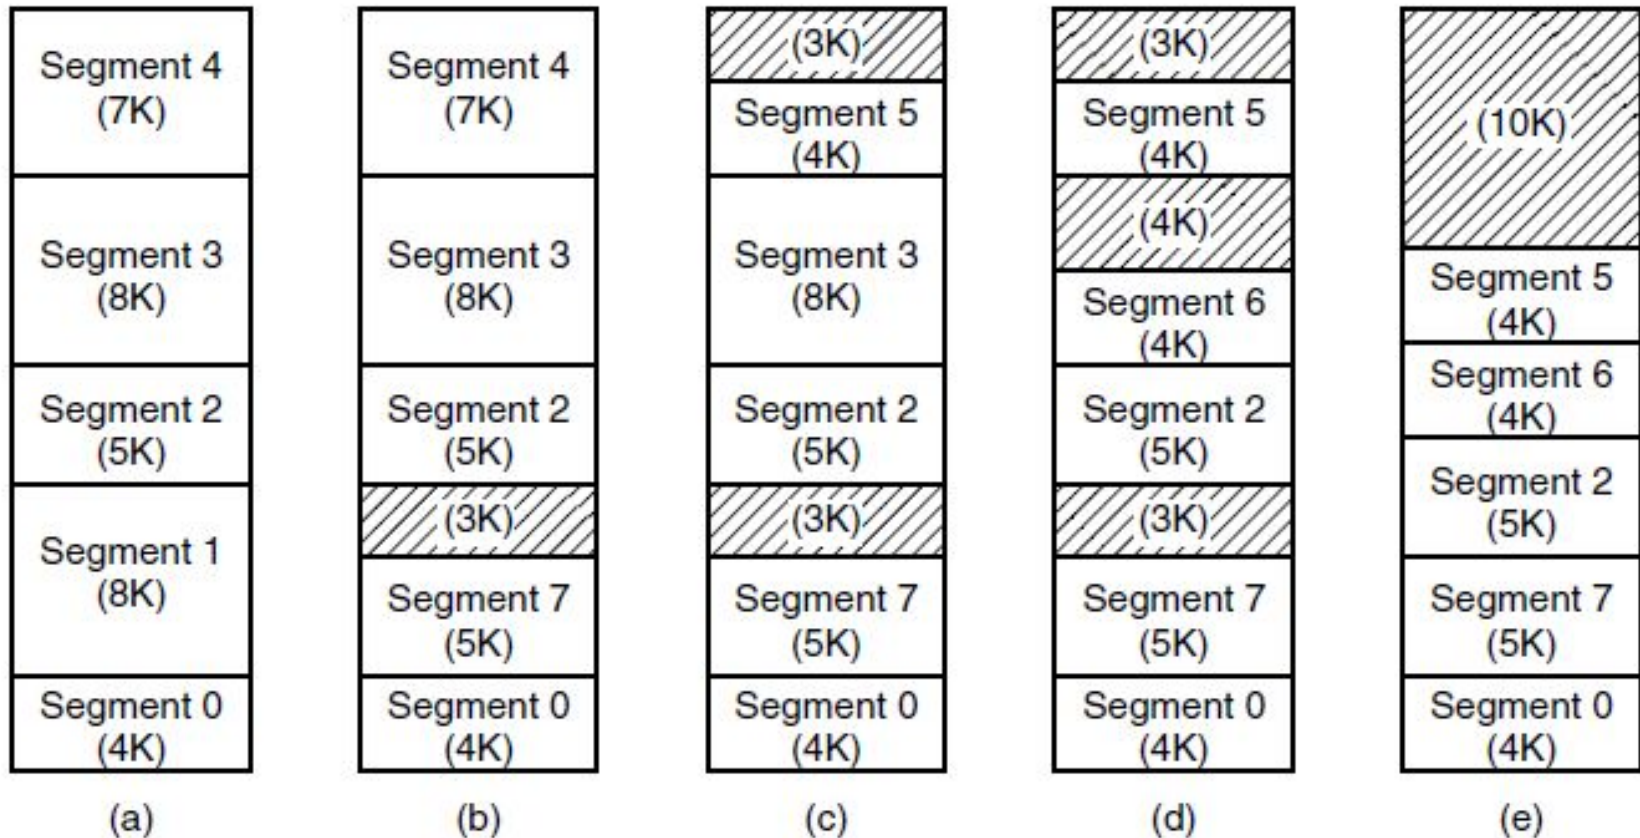 Segment 4
(7K)
Segment 3
(8K)
Segment 2
(5K)
Segment 1
(8K)
Segment 0
(4K)
(a)
Segment 4
(7K)
Segment 3
(8K)
Segment 2
(5K)
(3K)
Segment 7
(5K)
Segment 0
(4K)
(b)
(3K)
Segment 5
(4K)
Segment 3
(8K)
Segment 2
(5K)
(3K)
Segment 7
(5K)
Segment 0
(4K)
(c)
(3K)
Segment 5
(4K)
(4K)
Segment 6
(4K)
Segment 2
(5K)
(3K)
Segment 7
(5K)
Segment 0
(4K)
(d)
(10K)
Segment 5
(4K)
Segment 6
(4K)
Segment 2
(5K)
Segment 7
(5K)
Segment 0
(4K)
(e)